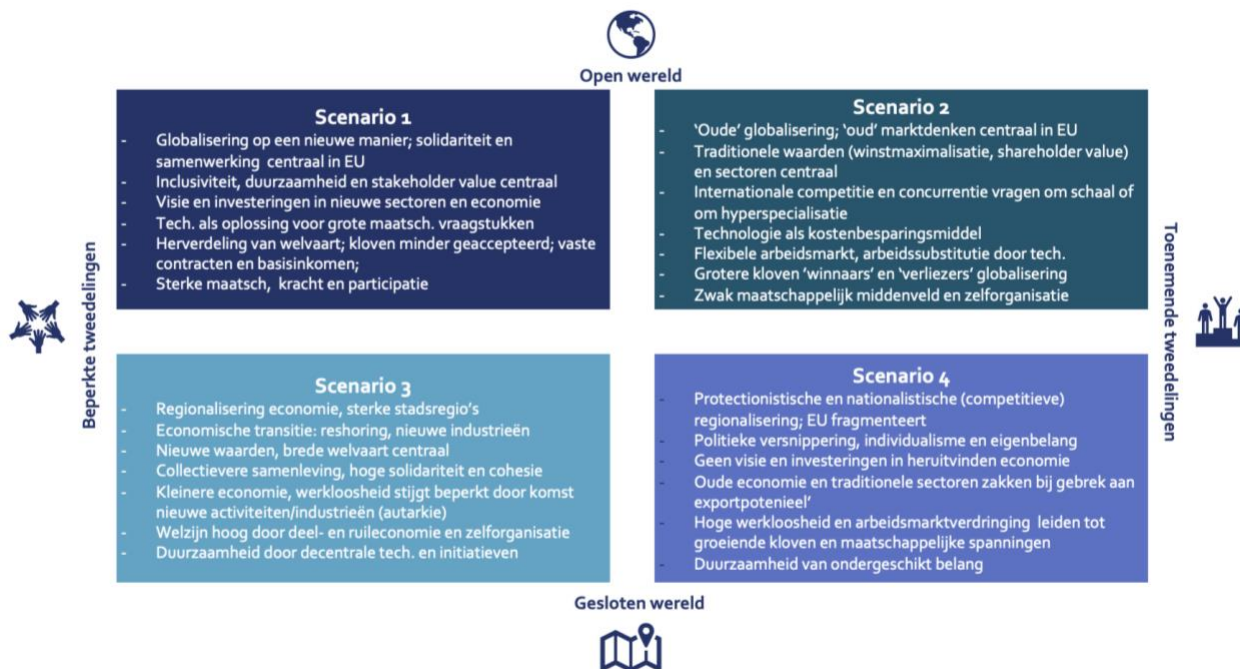 Open wereld
Beperkte tweedelingen
Scenario 1
- Globalisering op een nieuwe manier; solidariteit en
samenwerking centraal in EU
- Inclusiviteit, duurzaamheid en stakeholder value centraal
- Visie en investeringen in nieuwe sectoren en economie
- Tech. als oplossing voor grote maatsch. vraagstukken
- Herverdeling van welvaart; kloven minder geaccepteerd; vaste
contracten en basisinkomen;
- Sterke maatsch, kracht en participatie
Scenario 2
- ‘Oude’ globalisering; ‘oud’ marktdenken centraal in EU
- Traditionele waarden (winstmaximalisatie, shareholder value)
en sectoren centraal
- Internationale competitie en concurrentie vragen om schaal of
om hyperspecialisatie
- Technologie als kostenbesparingsmiddel
- Flexibele arbeidsmarkt, arbeidssubstitutie door tech.
- Grotere kloven ‘winnaars’ en ‘verliezers’ globalisering
- Zwak maatschappelijk middenveld en zelforganisatie
Toenemende tweedelingen
Scenario 3
- Regionalisering economie, sterke stadsregio’s
- Economische transitie: reshoring, nieuwe industrieën
- Nieuwe waarden, brede welvaart centraal
- Collectievere samenleving, hoge solidariteit en cohesie
- Kleinere economie, werkloosheid stijgt beperkt door komst
nieuwe activiteiten/industrieën (autarkie)
- Welzijn hoog door deel- en ruileconomie en zelforganisatie
- Duurzaamheid door decentrale tech. en initiatieven
Scenario 4
- Protectionistische en nationalistische (competitieve)
regionalisering; EU fragmenteert
- Politieke versnippering, individualisme en eigenbelang
- Geen visie en investeringen in heruitvinden economie
- Oude economie en traditionele sectoren zakken bij gebrek aan
exportpotenieel’
- Hoge werkloosheid en arbeidsmarktverdringing leiden tot
groeiende kloven en maatschappelijke spanningen
- Duurzaamheid van ondergeschikt belang
Gesloten wereld